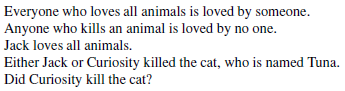 Everyone who loves all animals is loved by someone.
Anyone who kills an animal is loved by no one.
Jack loves all animals.
Either Jack or Curiosity killed the cat, who is named Tuna.
Did Curiosity kill the cat?